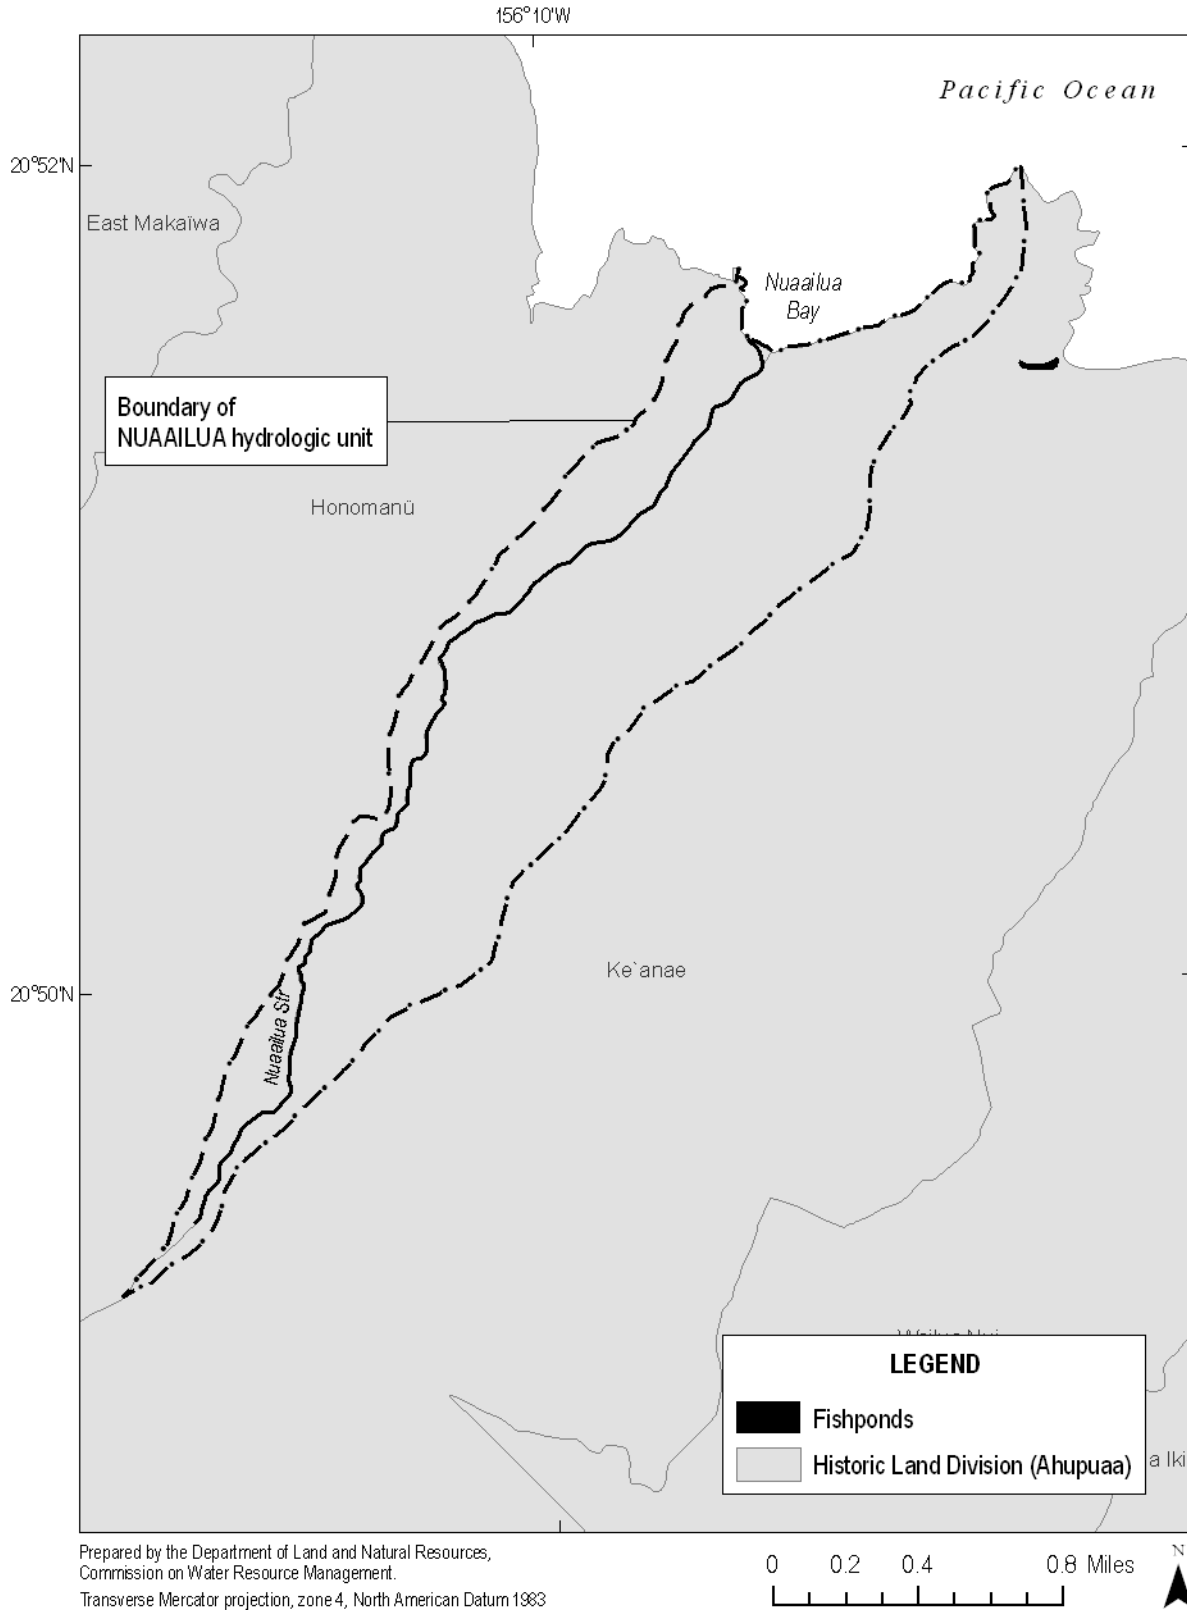 156°10'W
Pacific Ocean
20°52'N
East Makaïwa
Nuaailua
Bay
Boundary of
NUAAILUA hydrologic unit
Honomanū
Ke`anae
20°50'N
Nuaailua Str
LEGEND
Fishponds
Historic Land Division (Ahupuaa)
a Iki
Prepared by the Department of Land and Natural Resources,
Commission on Water Resource Management.
Transverse Mercator projection, zone 4, North American Datum 1983
0 0.2 0.4 0.8 Miles
N